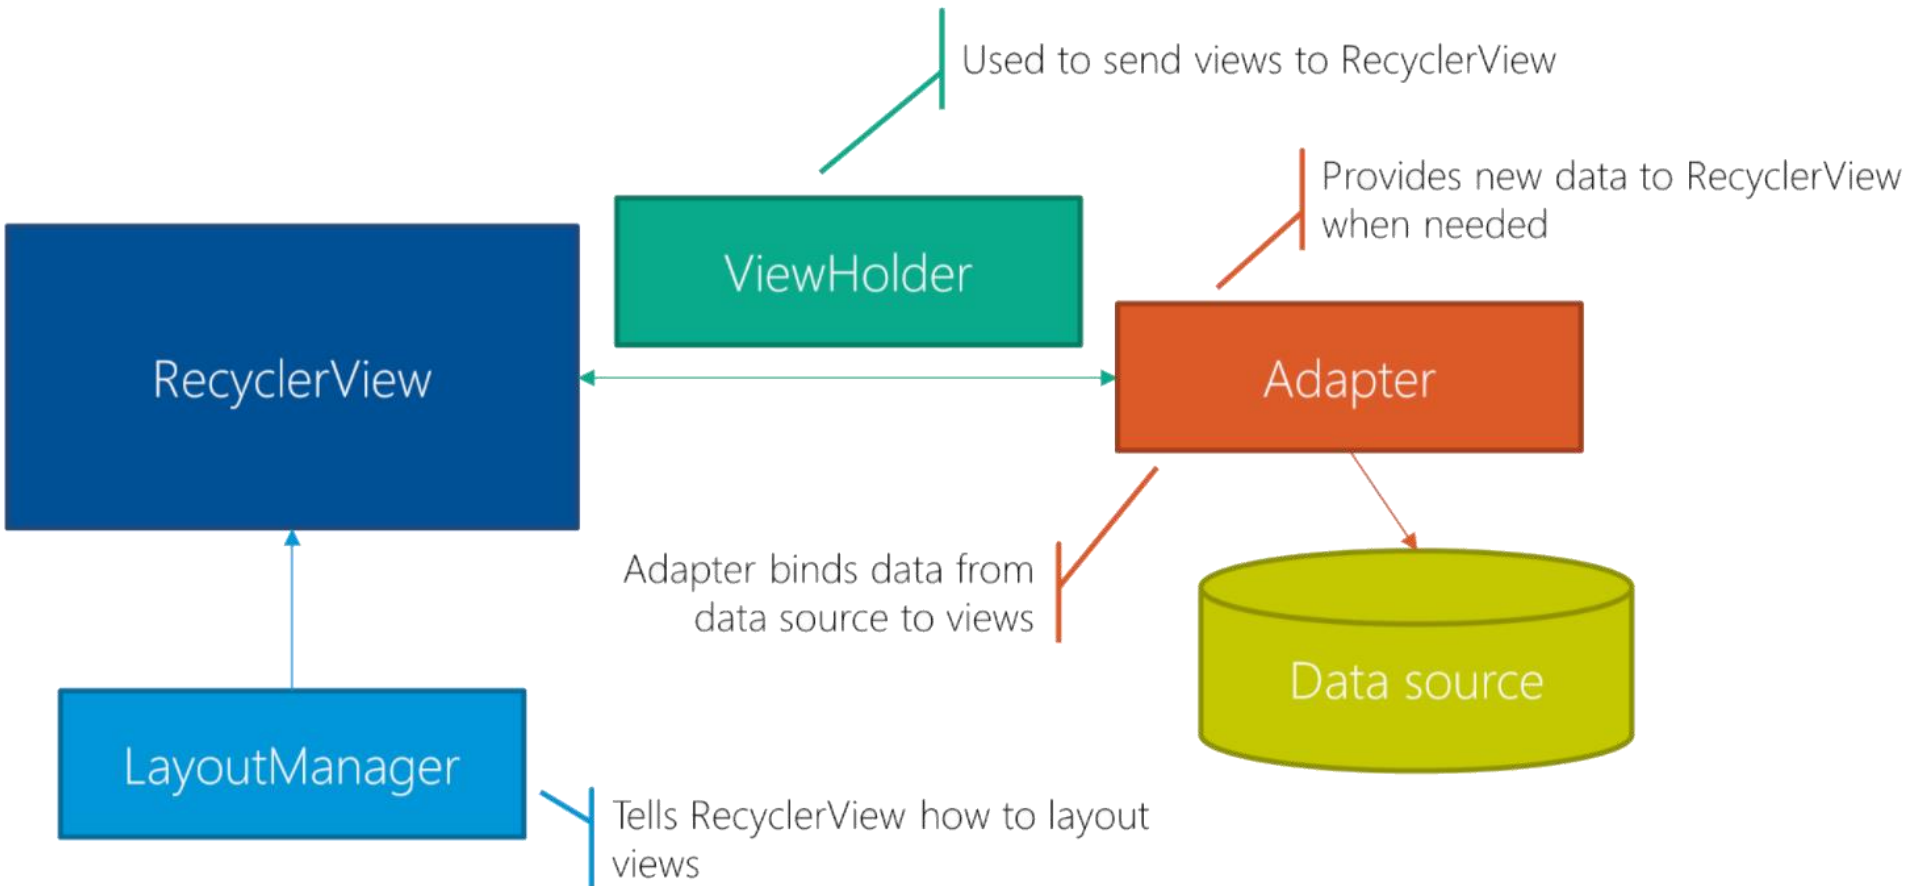 Used to send views to RecyclerView
Provides new data to RecyclerView
when needed
ViewHolder
RecyclerView
Adapter
Adapter binds data from
data source to views
Data source
LayoutManager
Tells RecyclerView how to layout
views